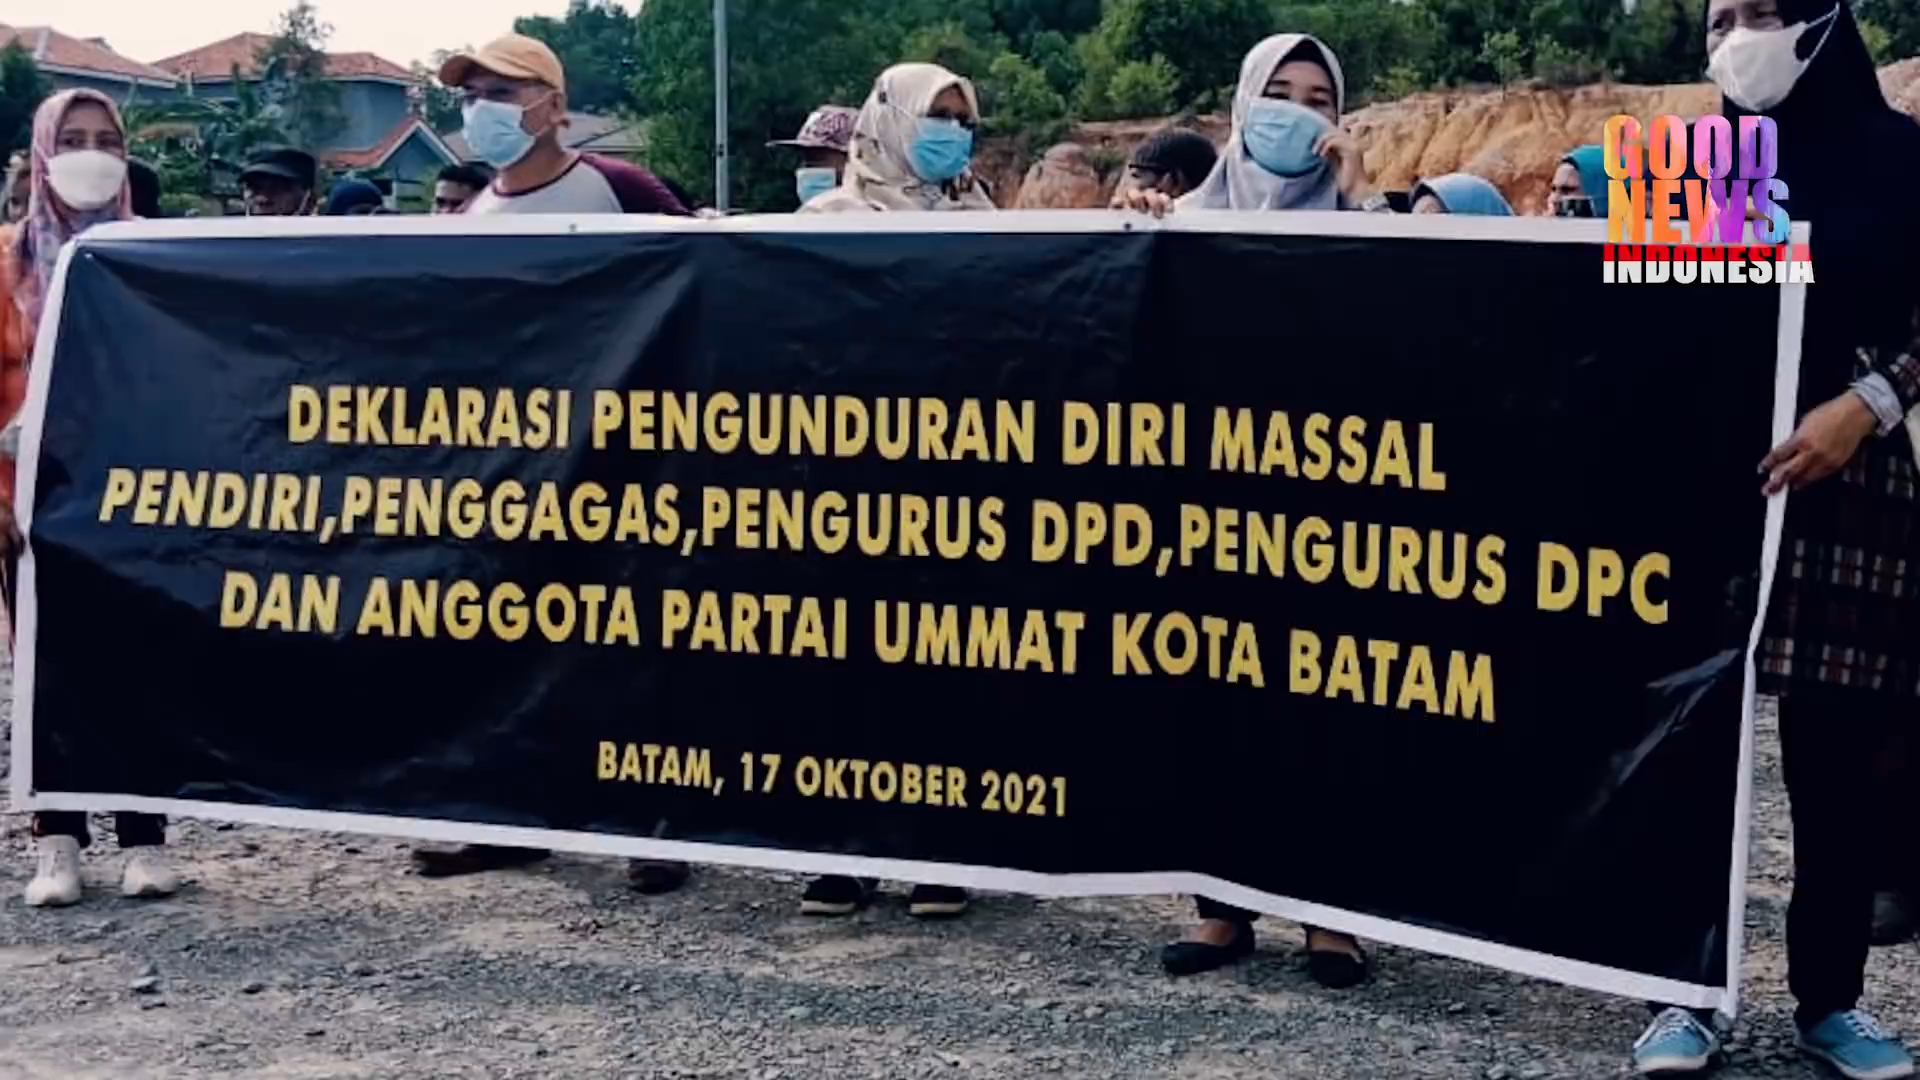 GOOD
NEWS
INDONESIA
DEKLARASI PENGUNDURAN DIRI MASSAL
PENDIRI,PENGGAGAS,PENGURUS DPD,PENGURUS DPC
DAN ANGGOTA PARTAI UMMAT KOTA BATAM
BATAM, 17 OKTOBER 2021